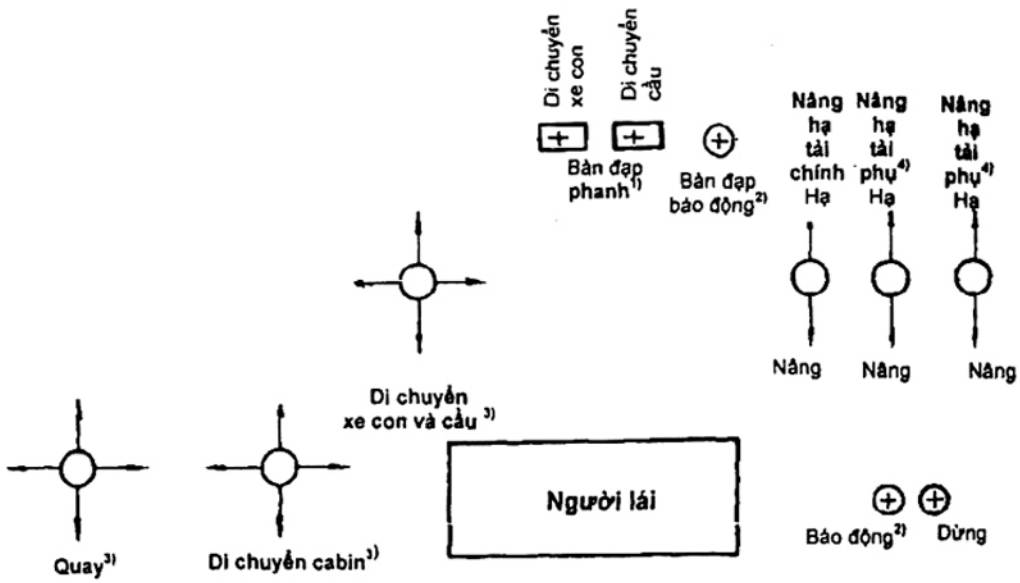 Di chuyển
xe con
Di chuyển
cầu
Bàn đạp
phanh1)
Bàn đạp
báo động2)
Nâng
hạ
tải
chính
Hạ
Nâng
hạ
tải
phụ4)
Hạ
Nâng
hạ
tải
phụ4)
Hạ
Nâng
Nâng
Nâng
Di chuyển
xe con và cầu 3)
Quay3)
Di chuyển cabin3)
Người lái
Báo động2)
Dừng